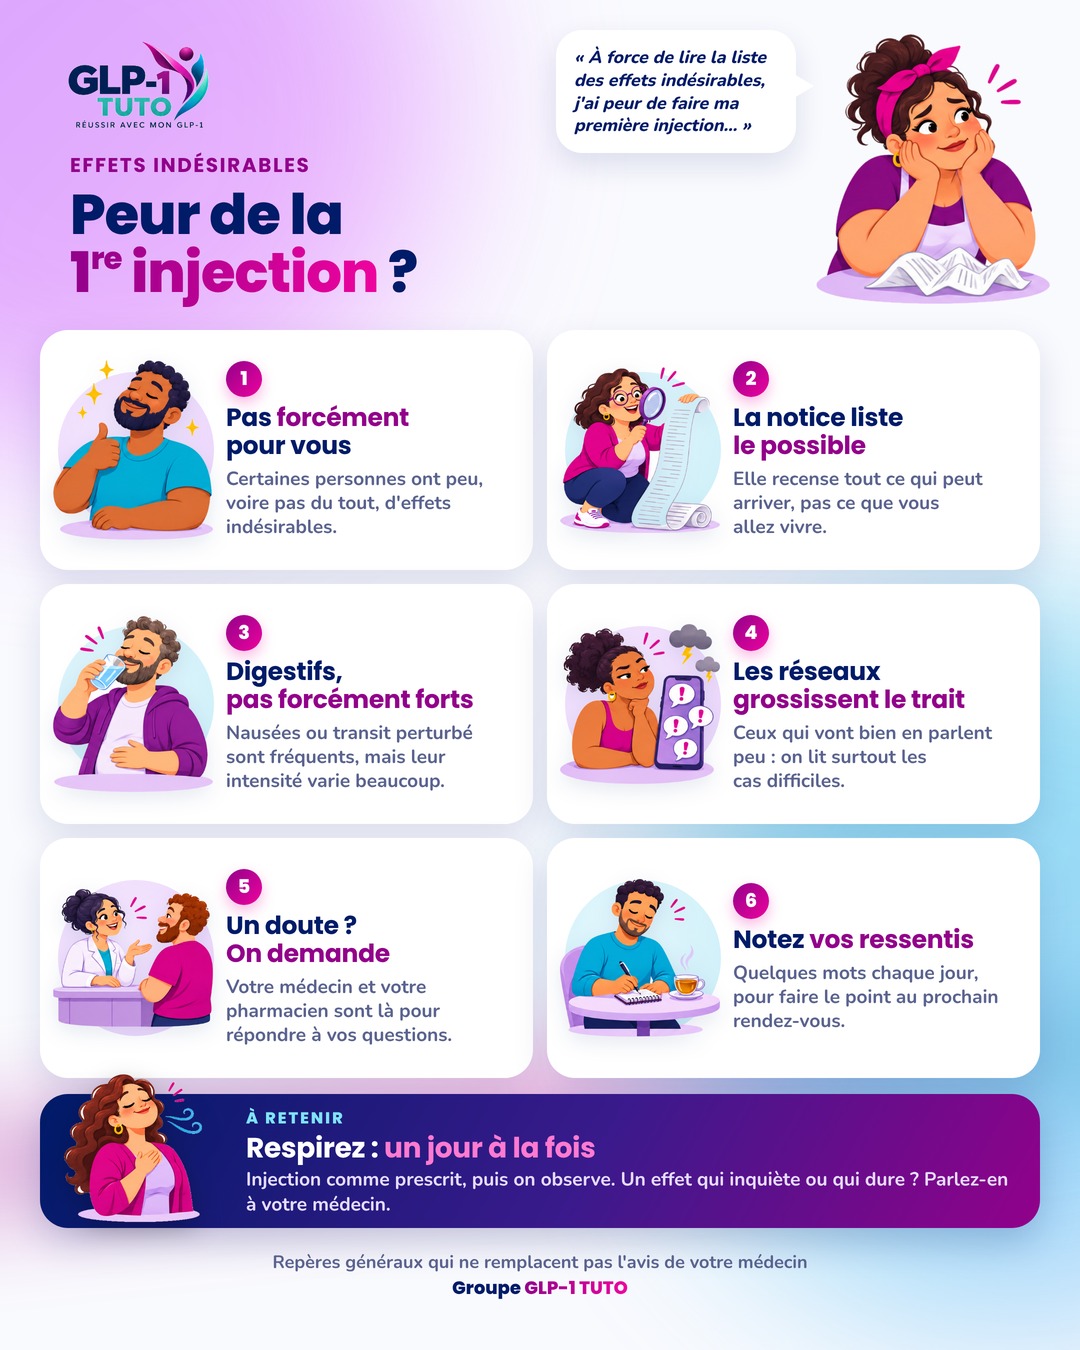 GLP-1
TUTO
RÉUSSIR AVEC MON GLP-1
EFFETS INDÉSIRABLES
Peur de la
1re injection ?
« À force de lire la liste
des effets indésirables,
j'ai peur de faire ma
première injection... »
1
Pas forcément
pour vous
Certaines personnes ont peu,
voire pas du tout, d'effets
indésirables.
2
La notice liste
le possible
Elle recense tout ce qui peut
arriver, pas ce que vous
allez vivre.
3
Digestifs,
pas forcément forts
Nausées ou transit perturbé
sont fréquents, mais leur
intensité varie beaucoup.
4
Les réseaux
grossissent le trait
Ceux qui vont bien en parlent
peu : on lit surtout les
cas difficiles.
5
Un doute ?
On demande
Votre médecin et votre
pharmacien sont là pour
répondre à vos questions.
6
Notez vos ressentis
Quelques mots chaque jour,
pour faire le point au prochain
rendez-vous.
À RETENIR
Respirez : un jour à la fois
Injection comme prescrit, puis on observe. Un effet qui inquiète ou qui dure ? Parlez-en
à votre médecin.
Repères généraux qui ne remplacent pas l'avis de votre médecin
Groupe GLP-1 TUTO